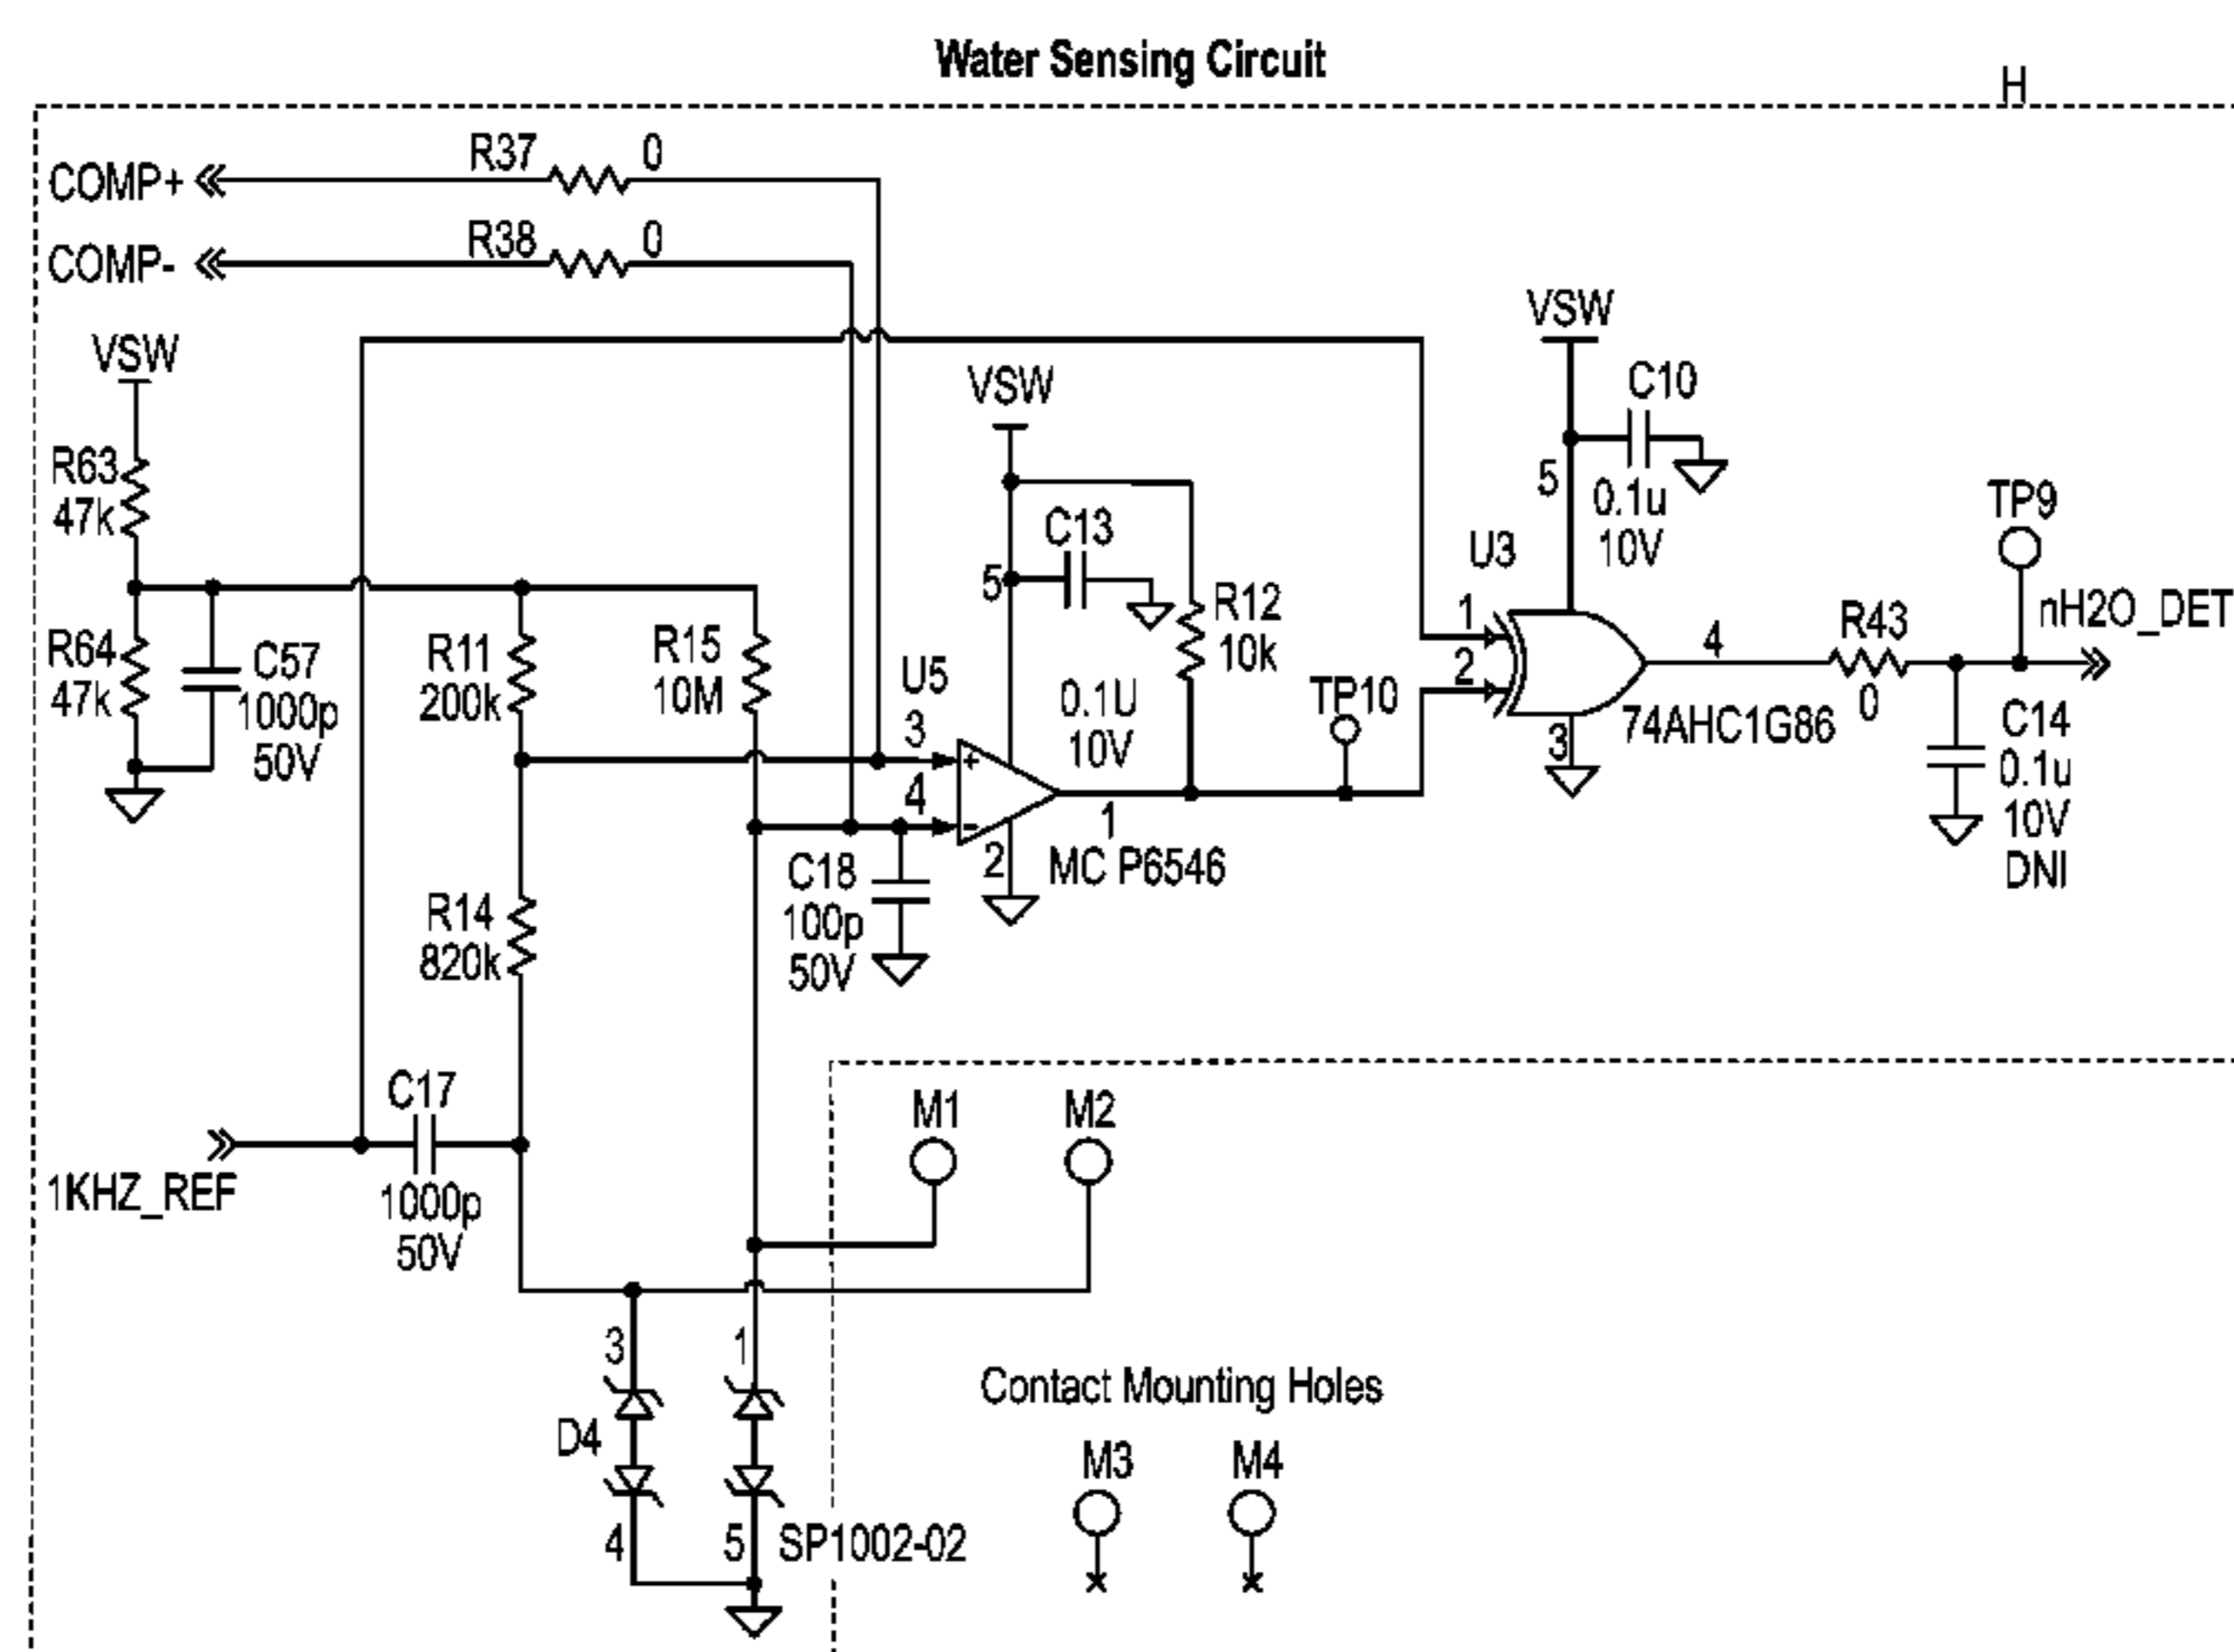 Water Sensing Circuit
H
COMP+
R37
0
COMP-
R38
0
VSW
R63
47k
R64
47k
C57
1000p
50V
R11
200k
R15
10M
R14
820k
VSW
5
C13
0.1U
10V
R12
10k
U5
3
4
+
-
2
1
MC P6546
C18
100p
50V
TP10
VSW
C10
5
0.1u
10V
U3
1
2
3
4
74AHC1G86
R43
0
TP9
nH2O_DET
C14
0.1u
10V
DNI
1KHZ_REF
C17
1000p
50V
M1
M2
3
1
D4
4
5
SP1002-02
Contact Mounting Holes
M3
M4